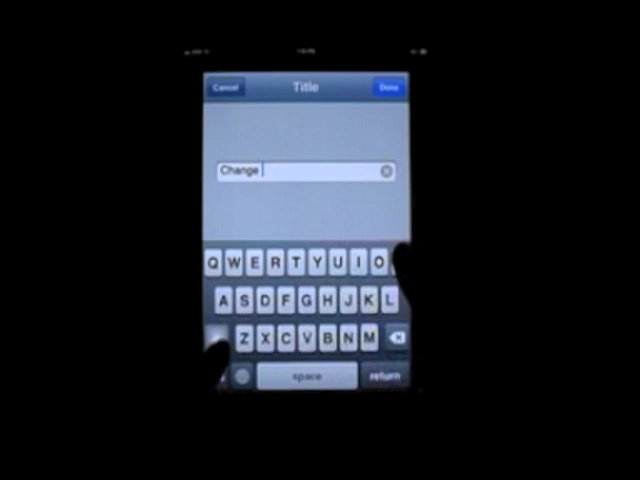 Cancel Title Done
Change
Q W E R T Y U I O
A S D F G H J K L
Z X C V B N M
space return